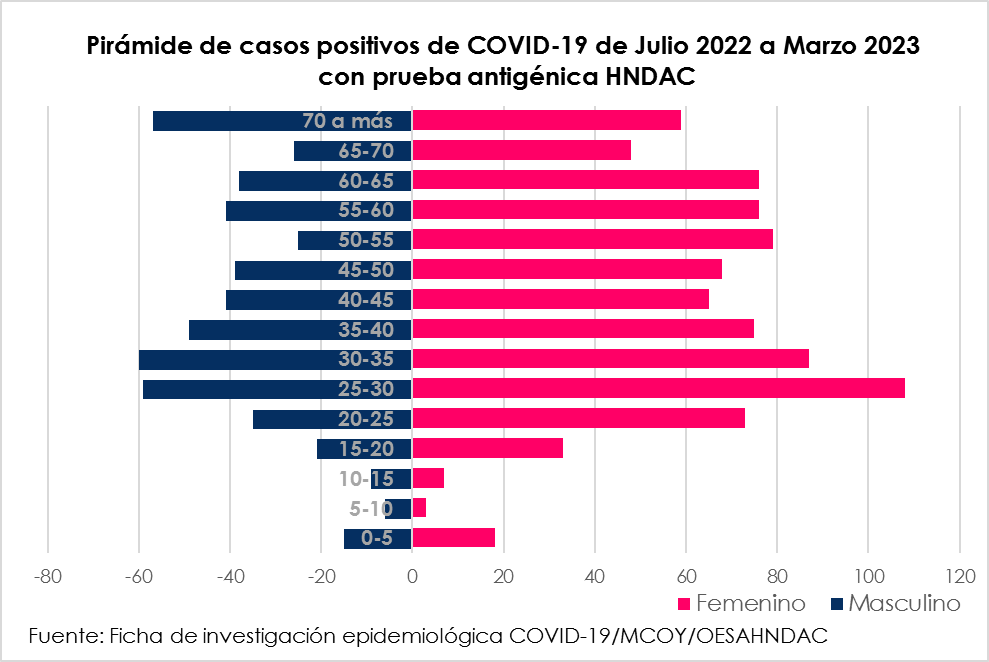 Pirámide de casos positivos de COVID-19 de Julio 2022 a Marzo 2023
con prueba antigénica HNDAC
70 a más
65-70
60-65
55-60
50-55
45-50
40-45
35-40
30-35
25-30
20-25
15-20
10-15
5-10
0-5
-80 -60 -40 -20 0 20 40 60 80 100 120
Femenino Masculino
Fuente: Ficha de investigación epidemiológica COVID-19/MCOY/OESAHNDAC